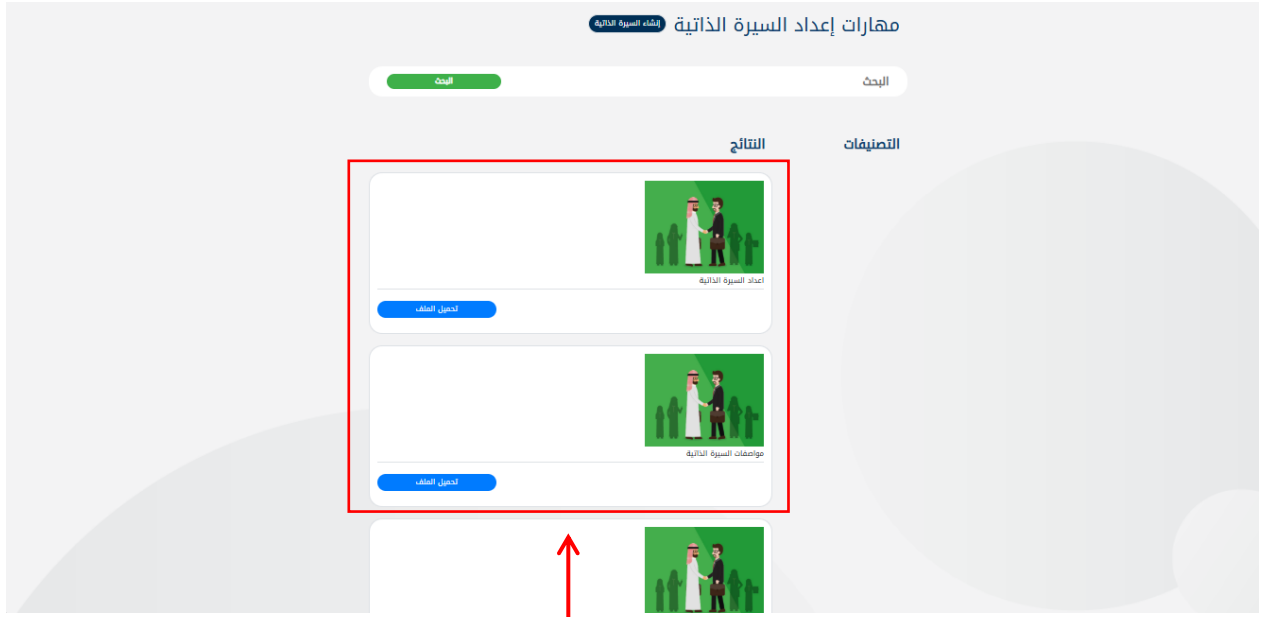 مهارات إعداد السيرة الذاتية إنشاء السيرة الذاتية
البحث البحث
التصنيفات النتائج
اعداد السيرة الذاتية
تحميل الملف
مواصفات السيرة الذاتية
تحميل الملف